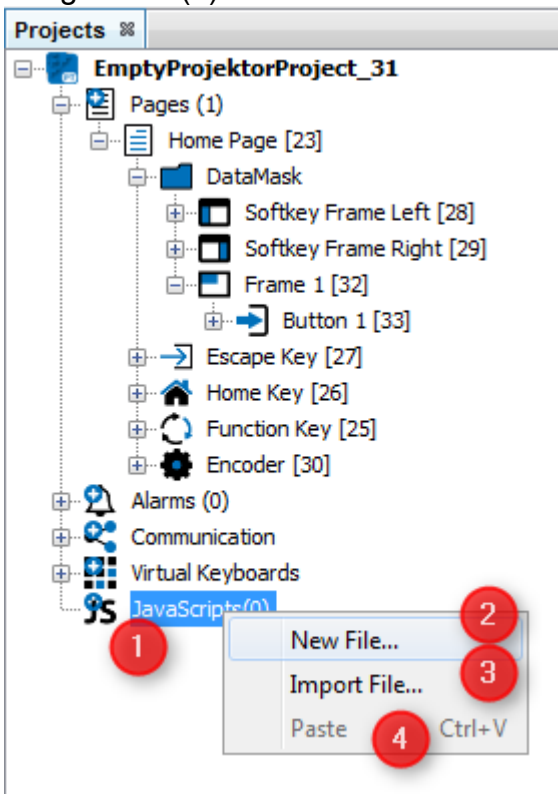 Projects
EmptyProjektorProject_31
Pages (1)
Home Page [23]
DataMask
Softkey Frame Left [28]
Softkey Frame Right [29]
Frame 1 [32]
Button 1 [33]
Escape Key [27]
Home Key [26]
Function Key [25]
Encoder [30]
Alarms (0)
Communication
Virtual Keyboards
JS JavaScripts(0)
1
2
New File...
3
Import File...
Paste 4 Ctrl+V